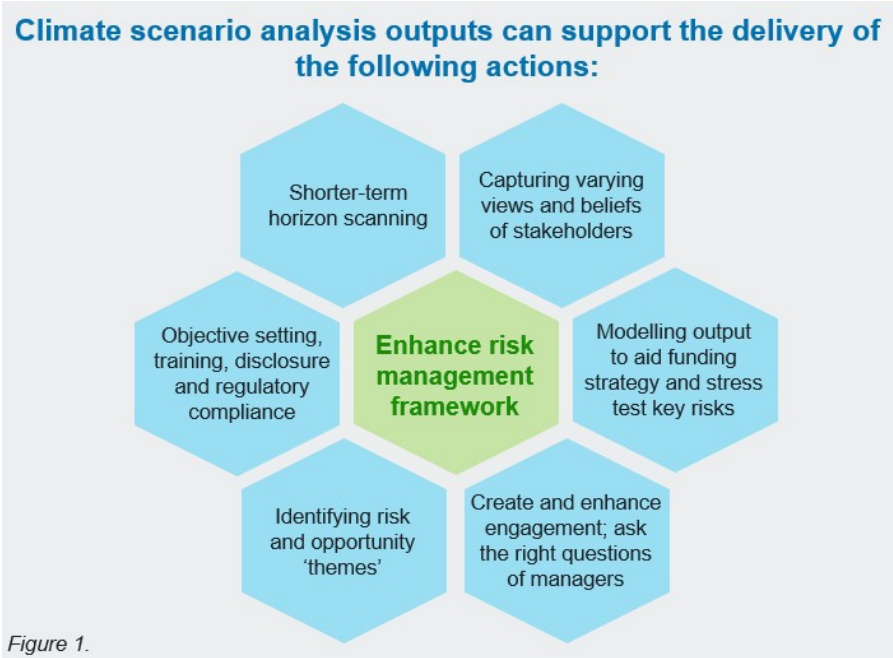 Climate scenario analysis outputs can support the delivery of
the following actions:
Shorter-term
horizon scanning
Capturing varying
views and beliefs
of stakeholders
Objective setting,
training, disclosure
and regulatory
compliance
Enhance risk
management
framework
Modelling output
to aid funding
strategy and stress
test key risks
Identifying risk
and opportunity
‘themes’
Create and enhance
engagement; ask
the right questions
of managers
Figure 1.